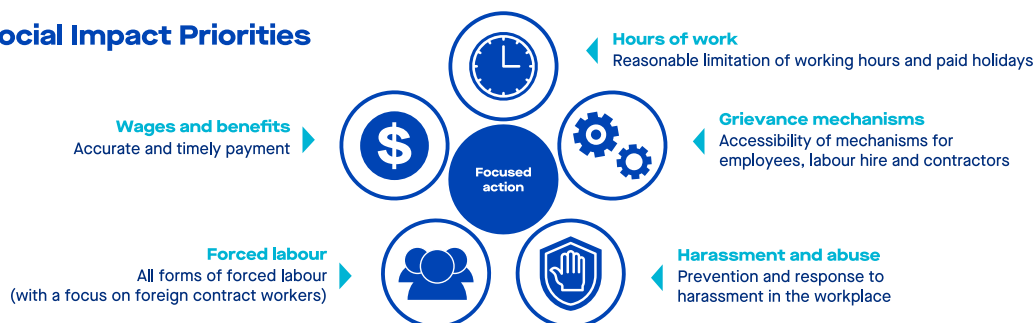 ocial Impact Priorities
Hours of work
Reasonable limitation of working hours and paid holidays
Wages and benefits
Accurate and timely payment
$
Grievance mechanisms
Accessibility of mechanisms for
employees, labour hire and contractors
Focused
action
Forced labour
All forms of forced labour
(with a focus on foreign contract workers)
Harassment and abuse
Prevention and response to
harassment in the workplace